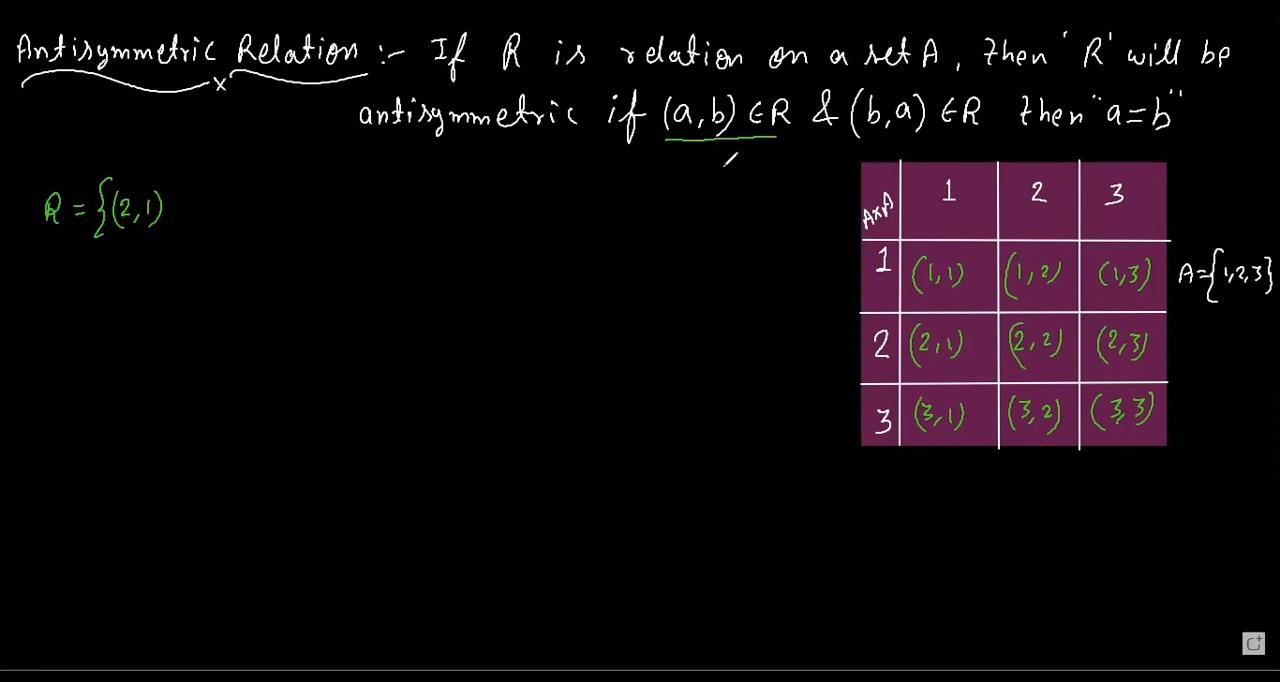 Antisymmetric Relation :- If R is relation on a set A, then 'R' will be
antisymmetric if (a,b) ∈ R & (b,a) ∈ R then "a=b"
R = {(2,1)
A×A 1 2 3
1 (1,1) (1,2) (1,3) A={1,2,3}
2 (2,1) (2,2) (2,3)
3 (3,1) (3,2) (3,3)